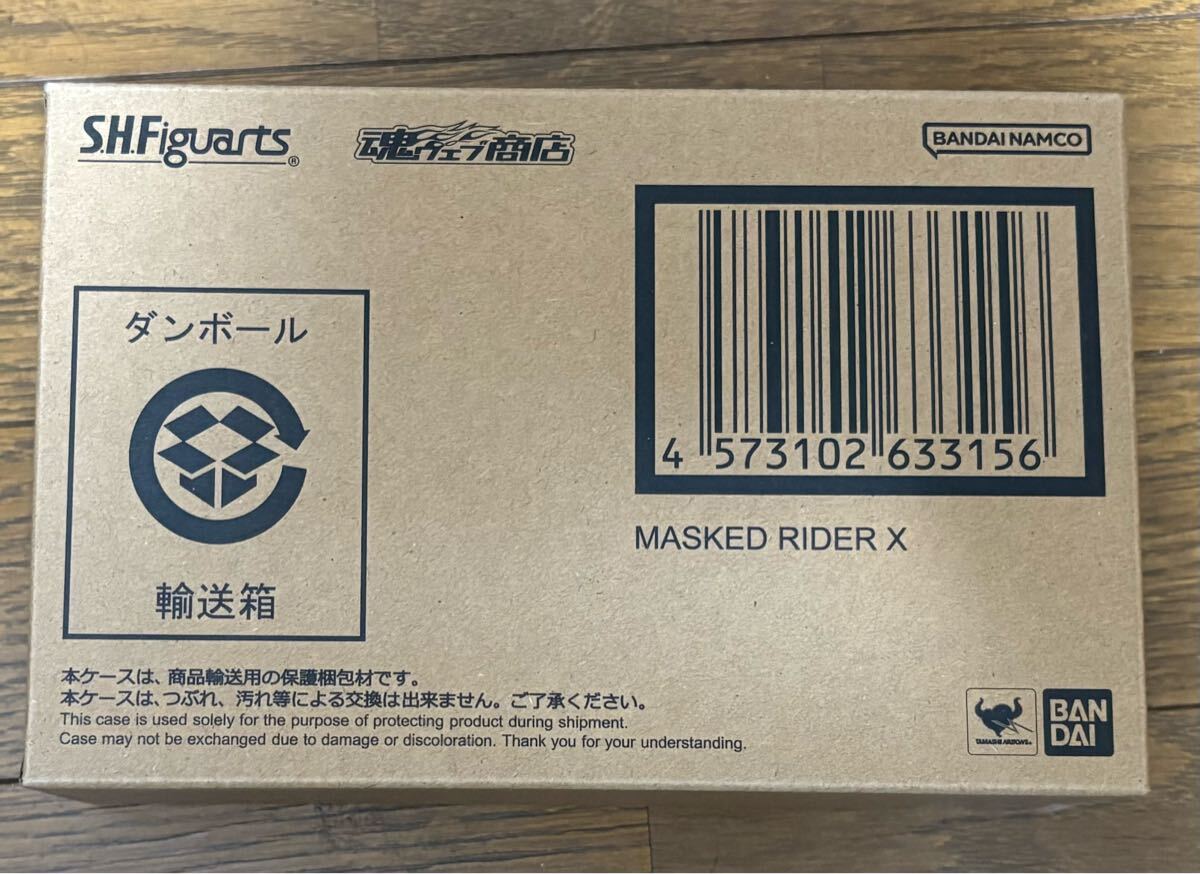 S.H.Figuarts®
魂ウェブ商店
BANDAI NAMCO
4 573102 633156
MASKED RIDER X
ダンボール
輸送箱
本ケースは、商品輸送用の保護梱包材です。
本ケースは、つぶれ、汚れ等による交換は出来ません。ご了承ください。
This case is used solely for the purpose of protecting product during shipment.
Case may not be exchanged due to damage or discoloration. Thank you for your understanding.
TAMASHII NATIONS
BAN
DAI